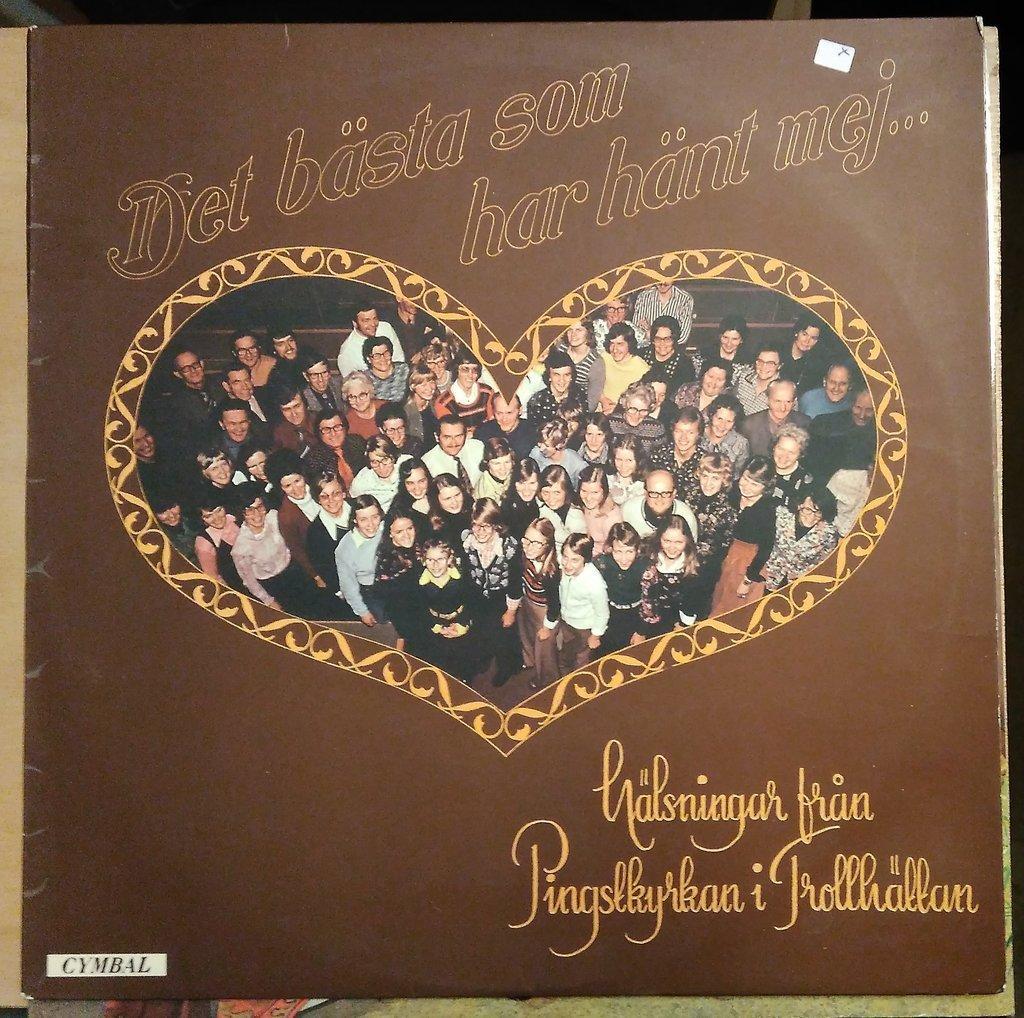 x
Det bästa som
har hänt mej...
Hälsningar från
Pingstkyrkan i Trollhättan
CYMBAL